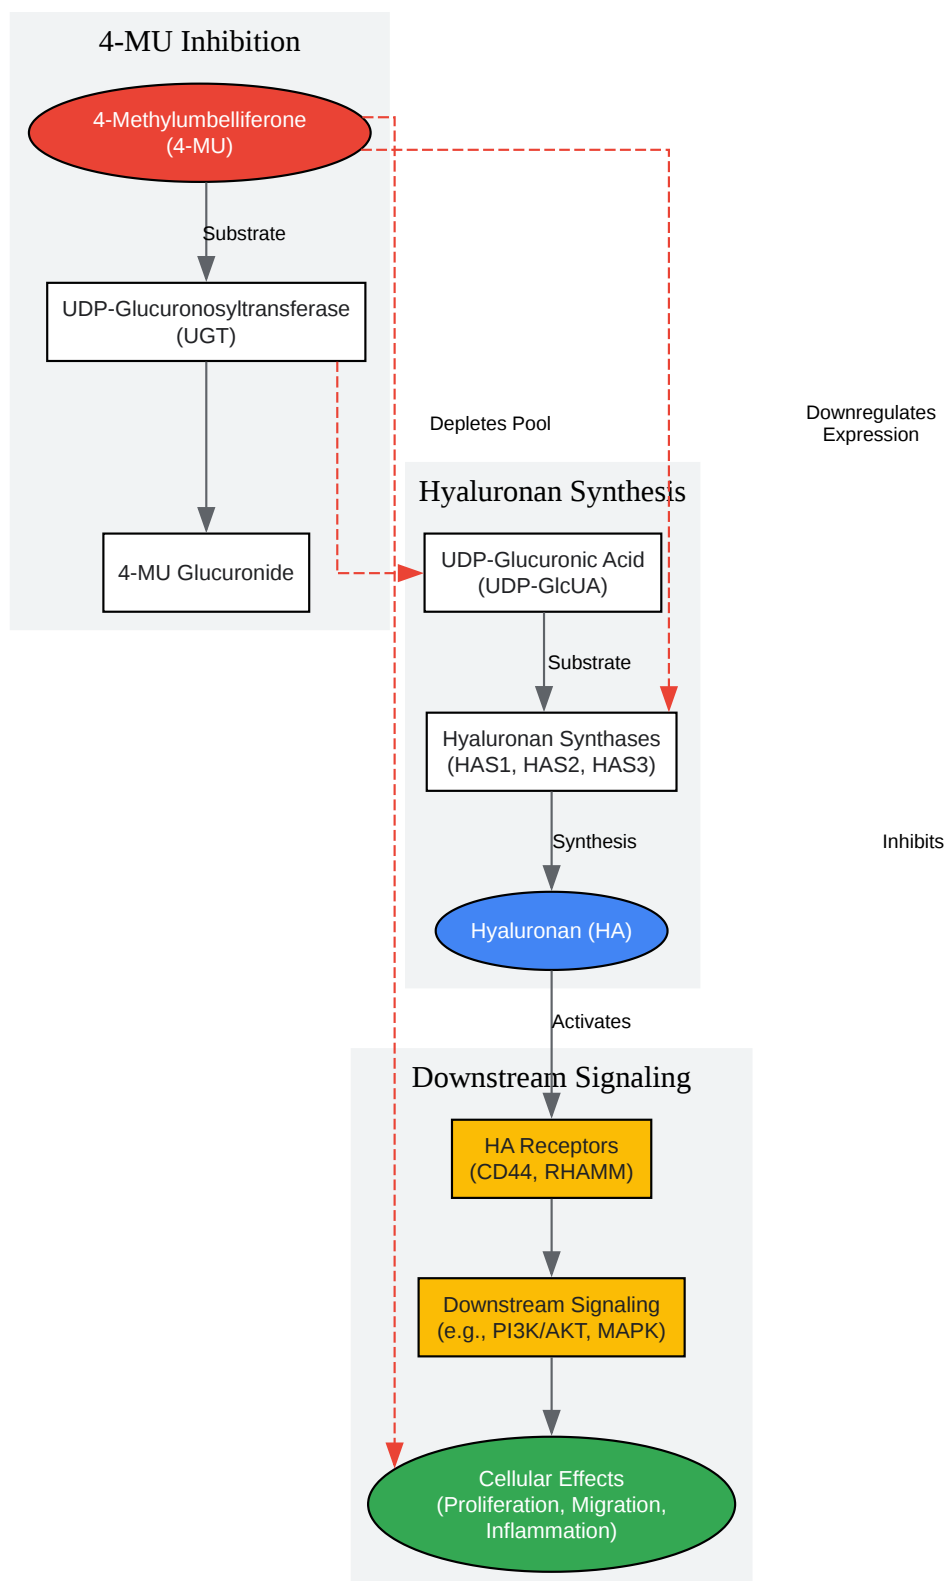 4-MU Inhibition
4-Methylumbelliferone
(4-MU)
Substrate
UDP-Glucuronosyltransferase
(UGT)
Depletes Pool
Downregulates
Expression
Hyaluronan Synthesis
4-MU Glucuronide
UDP-Glucuronic Acid
(UDP-GlcUA)
Substrate
Hyaluronan Synthases
(HAS1, HAS2, HAS3)
Synthesis
Inhibits
Hyaluronan (HA)
Activates
Downstream Signaling
HA Receptors
(CD44, RHAMM)
Downstream Signaling
(e.g., PI3K/AKT, MAPK)
Cellular Effects
(Proliferation, Migration,
Inflammation)